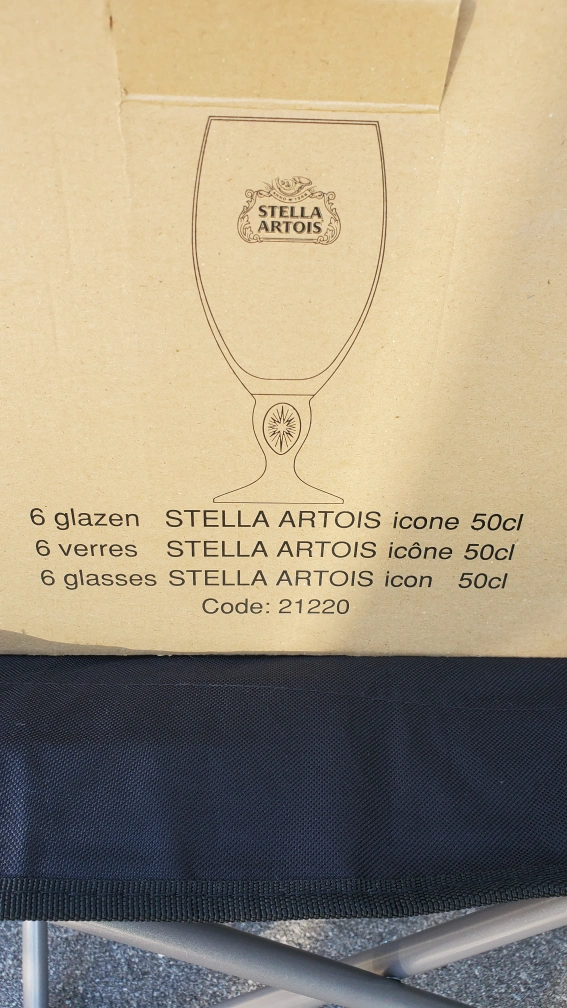 STELLA
ARTOIS
6 glazen STELLA ARTOIS icone 50cl
6 verres STELLA ARTOIS icône 50cl
6 glasses STELLA ARTOIS icon 50cl
Code: 21220